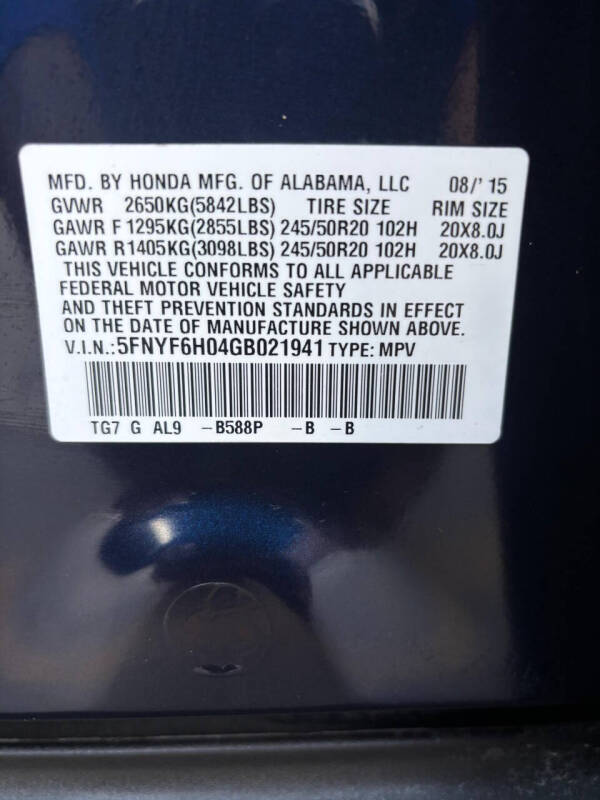 MFD. BY HONDA MFG. OF ALABAMA, LLC 08/' 15
GVWR 2650KG(5842LBS) TIRE SIZE RIM SIZE
GAWR F 1295KG(2855LBS) 245/50R20 102H 20X8.0J
GAWR R1405KG(3098LBS) 245/50R20 102H 20X8.0J
THIS VEHICLE CONFORMS TO ALL APPLICABLE
FEDERAL MOTOR VEHICLE SAFETY
AND THEFT PREVENTION STANDARDS IN EFFECT
ON THE DATE OF MANUFACTURE SHOWN ABOVE.
V.I.N.:5FNYF6H04GB021941 TYPE: MPV
TG7 G AL9 -B588P -B -B